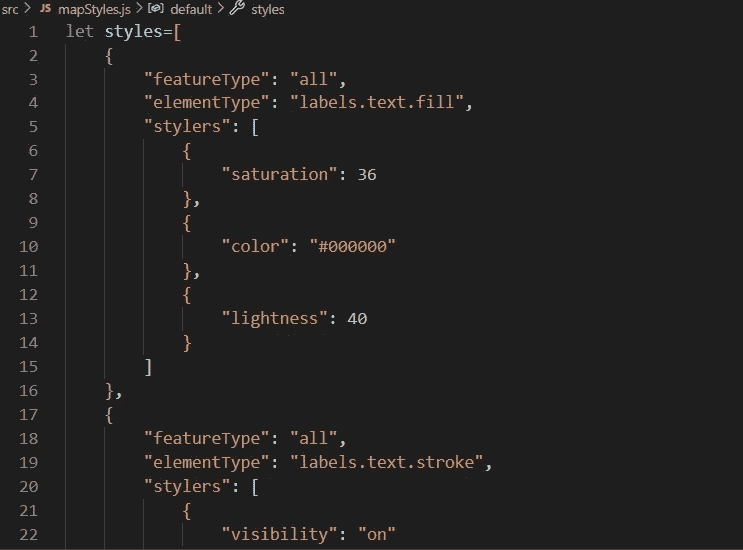 src > JS mapStyles.js > default > styles
1 let styles=[
2 {
3 "featureType": "all",
4 "elementType": "labels.text.fill",
5 "stylers": [
6 {
7 "saturation": 36
8 },
9 {
10 "color": "#000000"
11 },
12 {
13 "lightness": 40
14 }
15 ]
16 },
17 {
18 "featureType": "all",
19 "elementType": "labels.text.stroke",
20 "stylers": [
21 {
22 "visibility": "on"